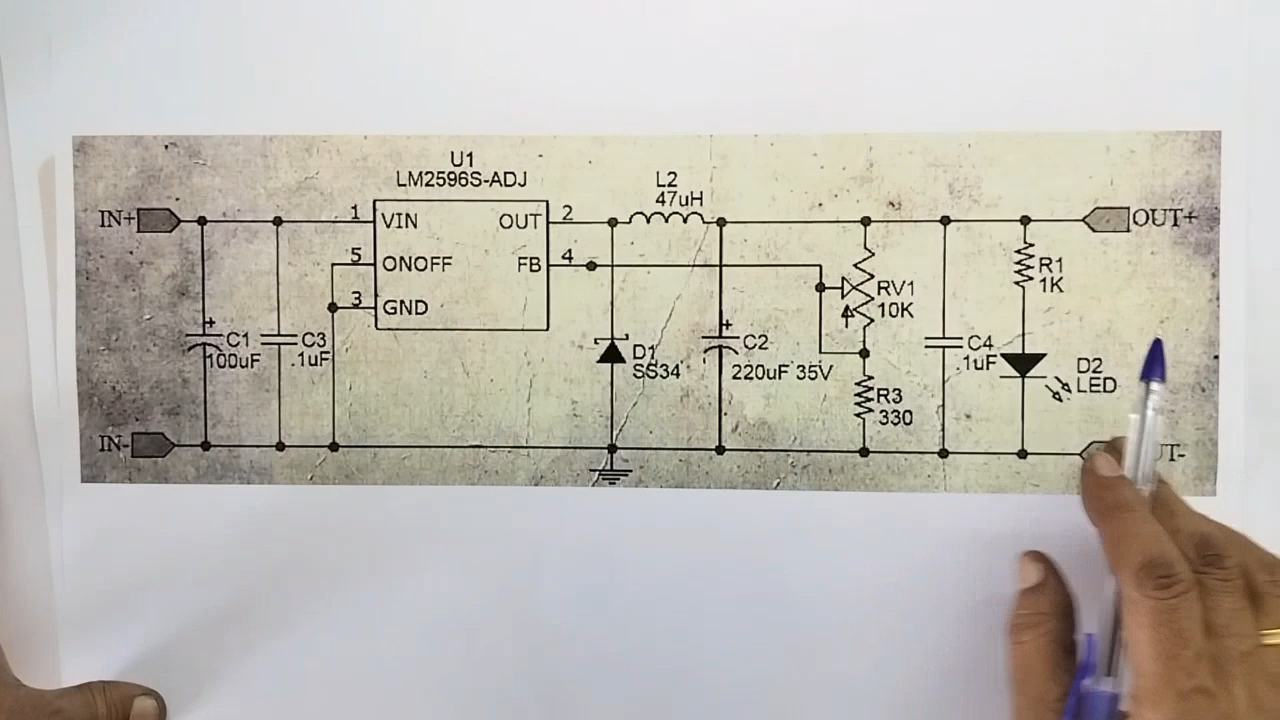 U1
LM2596S-ADJ
L2
47uH
IN+
1
VIN
OUT
2
OUT+
5
ONOFF
FB
4
3
GND
RV1
10K
R1
1K
C1
100uF
C3
.1uF
D1
SS34
C2
220uF 35V
C4
.1uF
D2
LED
R3
330
IN-